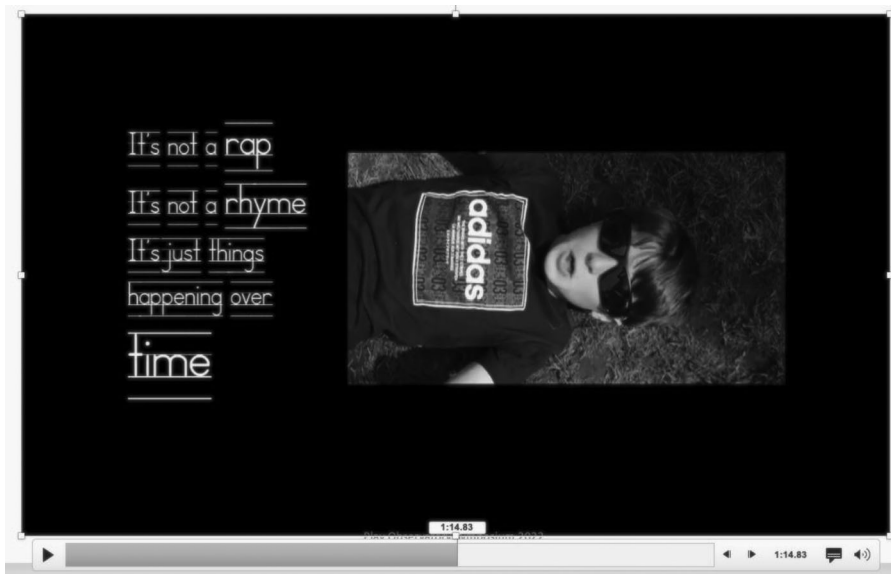 It's not a rap
It's not a rhyme
It's just things
happening over
time
adidas
1:14.83
1:14.83